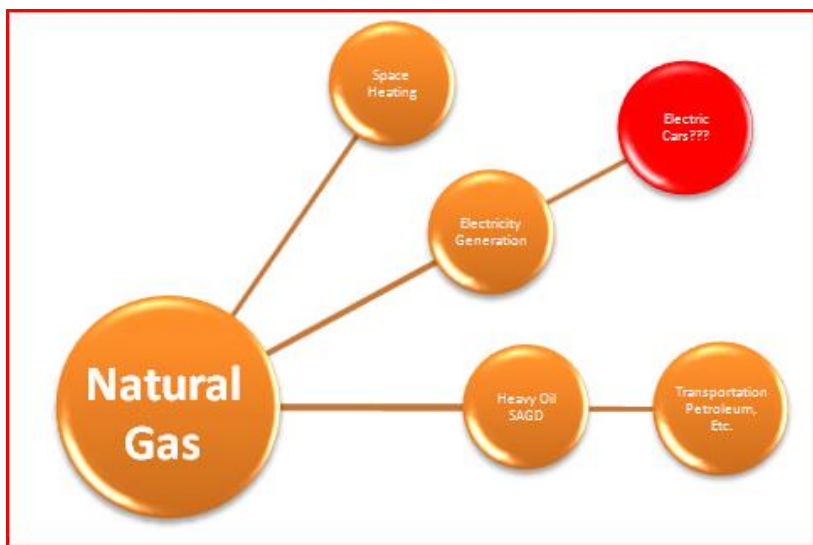 Space
Heating
Electric
Cars???
Electricity
Generation
Natural
Gas
Heavy Oil
SAGD
Transportation
Petroleum,
Etc.